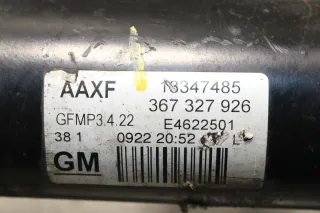 AAXF 13347485
367 327 926
GFMP3.4.22 E4622501
38 1 0922 20:52 L
GM